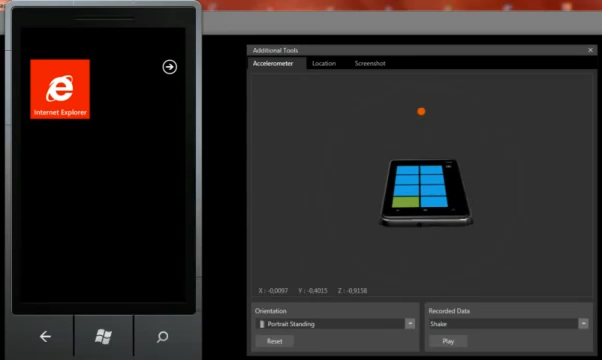 Internet Explorer
Additional Tools
Accelerometer Location Screenshot
X : -0,0097 Y : -0,4015 Z : -0,9158
Orientation
Portrait Standing
Reset
Recorded Data
Shake
Play